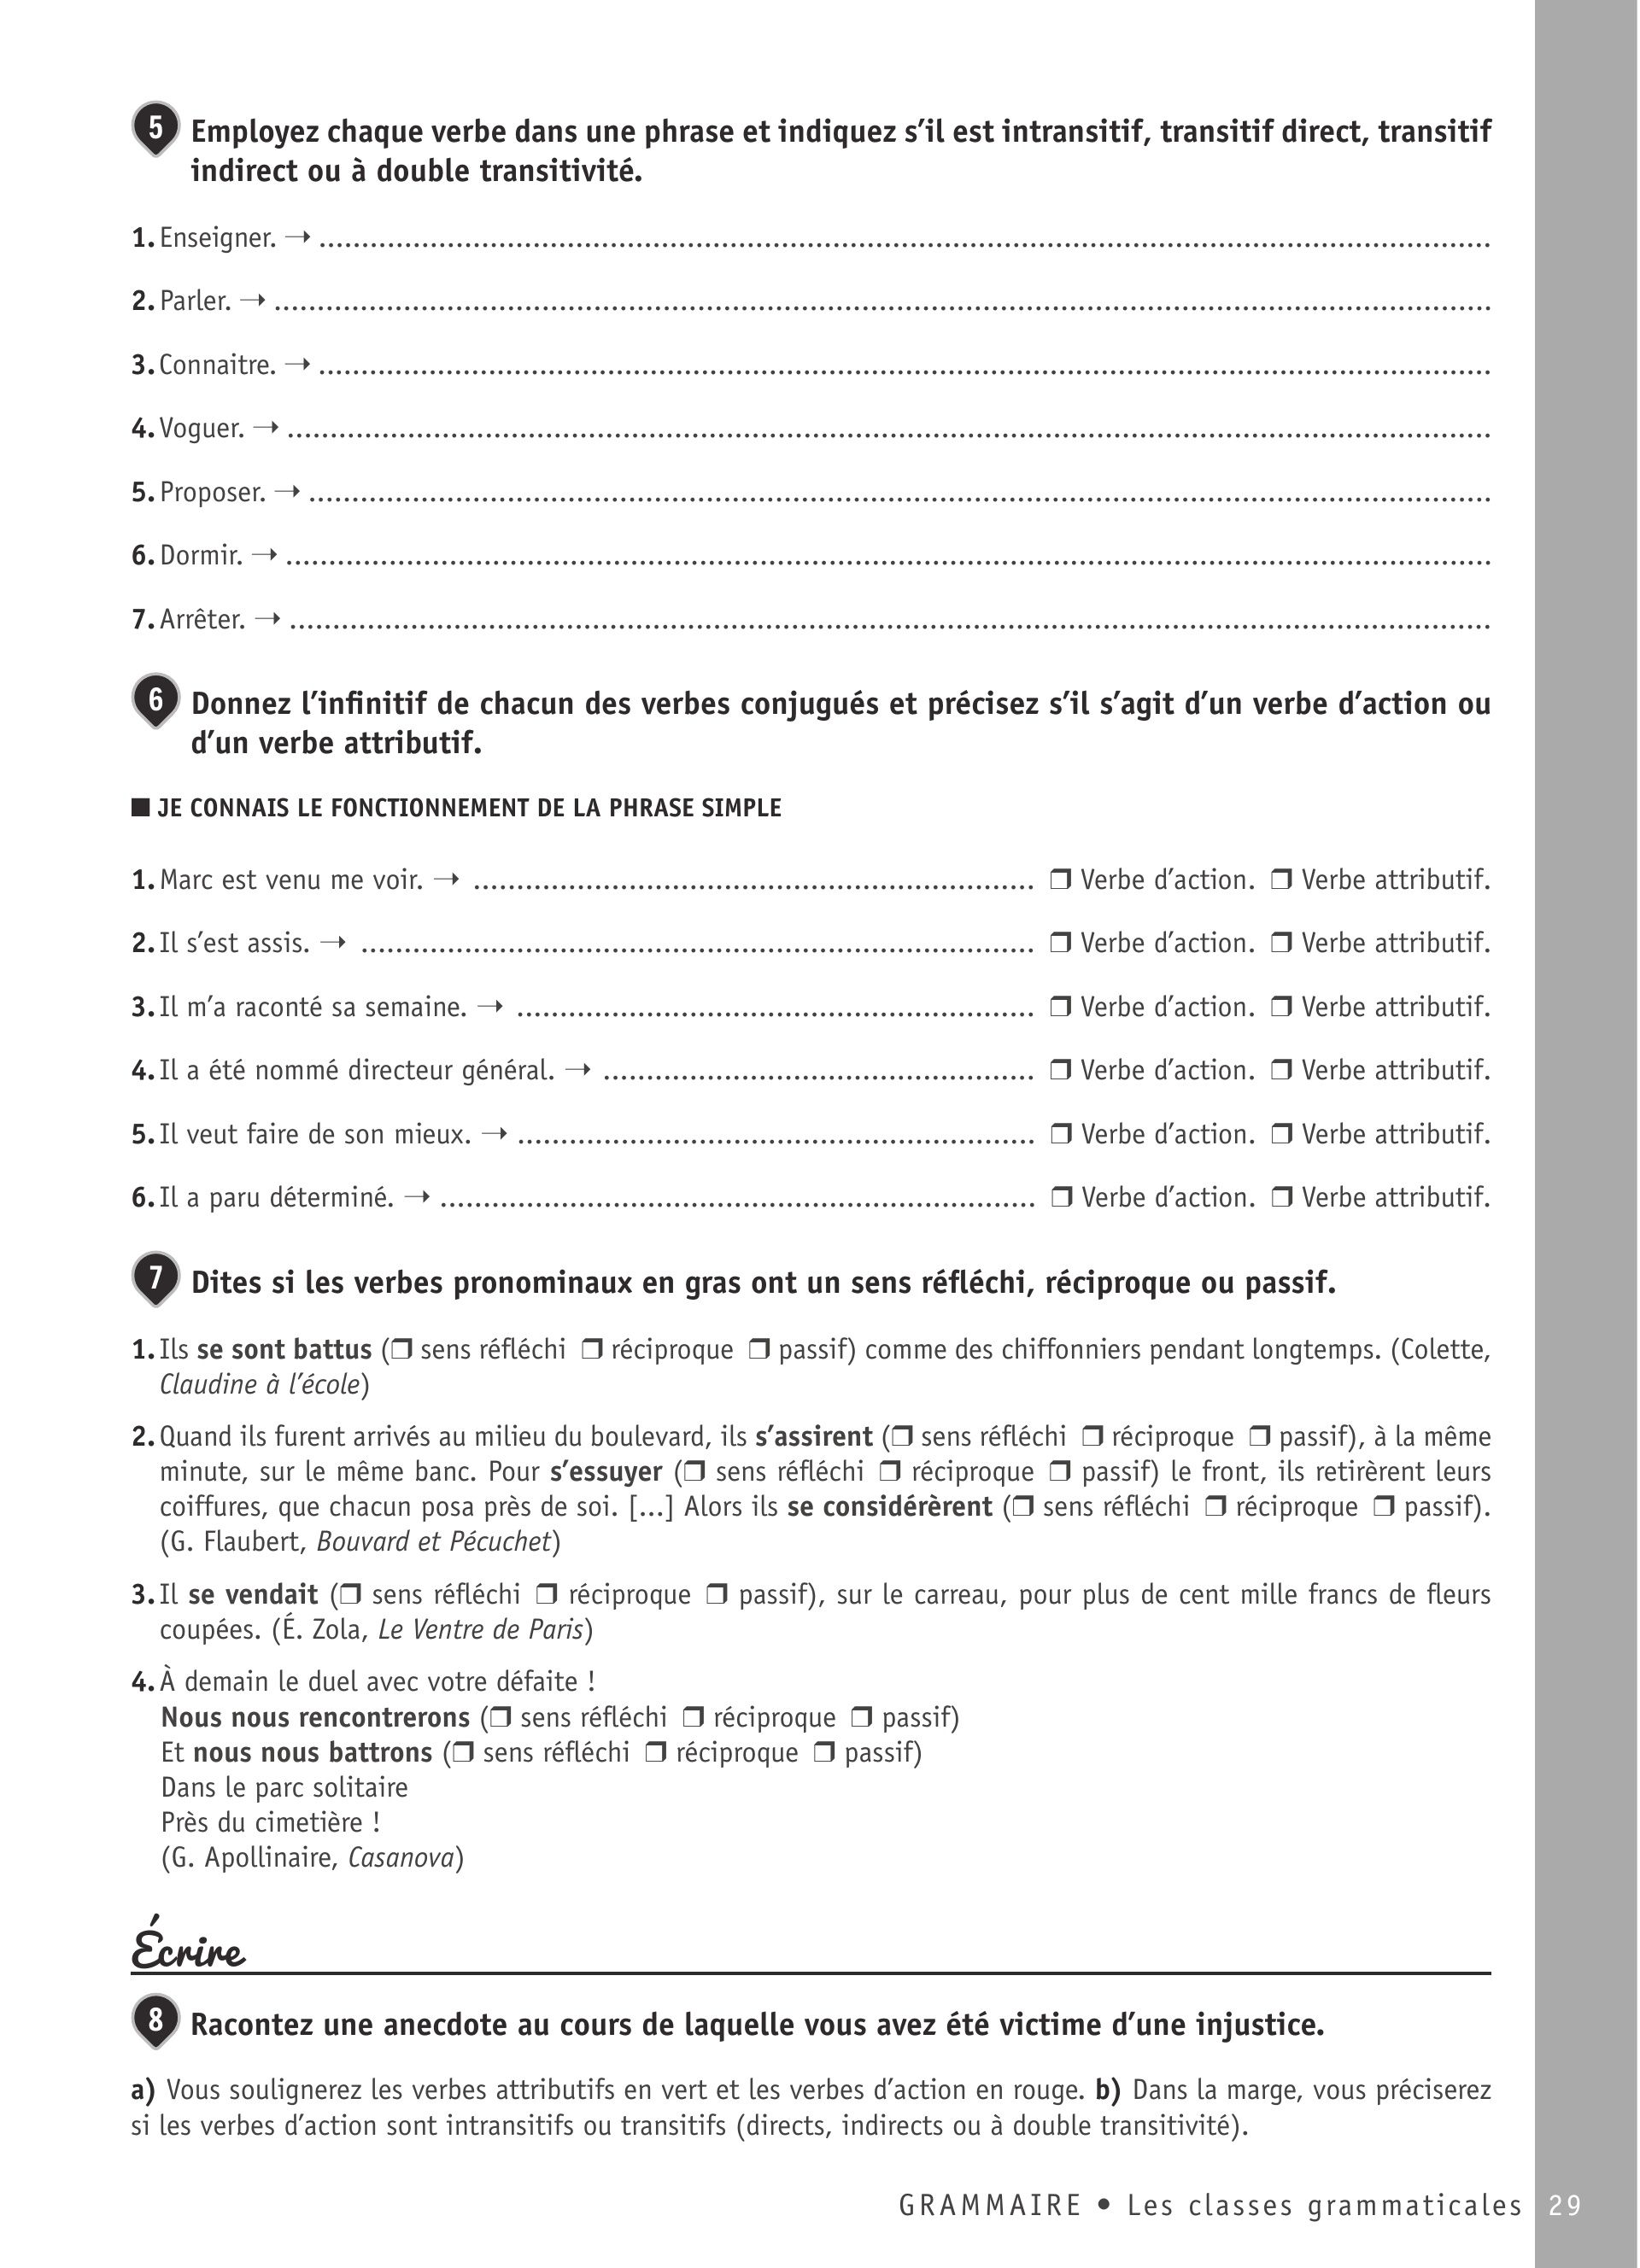 5 Employez chaque verbe dans une phrase et indiquez s’il est intransitif, transitif direct, transitif
indirect ou à double transitivité.
1. Enseigner. → ....................................................................................................
2. Parler. → ....................................................................................................
3. Connaitre. → ....................................................................................................
4. Voguer. → ....................................................................................................
5. Proposer. → ....................................................................................................
6. Dormir. → ....................................................................................................
7. Arrêter. → ....................................................................................................
6 Donnez l’infinitif de chacun des verbes conjugués et précisez s’il s’agit d’un verbe d’action ou
d’un verbe attributif.
■ JE CONNAIS LE FONCTIONNEMENT DE LA PHRASE SIMPLE
1. Marc est venu me voir. → .................................................. ❒ Verbe d’action. ❒ Verbe attributif.
2. Il s’est assis. → .................................................. ❒ Verbe d’action. ❒ Verbe attributif.
3. Il m’a raconté sa semaine. → .................................................. ❒ Verbe d’action. ❒ Verbe attributif.
4. Il a été nommé directeur général. → .................................................. ❒ Verbe d’action. ❒ Verbe attributif.
5. Il veut faire de son mieux. → .................................................. ❒ Verbe d’action. ❒ Verbe attributif.
6. Il a paru déterminé. → .................................................. ❒ Verbe d’action. ❒ Verbe attributif.
7 Dites si les verbes pronominaux en gras ont un sens réfléchi, réciproque ou passif.
1. Ils se sont battus (❒ sens réfléchi ❒ réciproque ❒ passif) comme des chiffonniers pendant longtemps. (Colette,
Claudine à l’école)
2. Quand ils furent arrivés au milieu du boulevard, ils s’assirent (❒ sens réfléchi ❒ réciproque ❒ passif), à la même
minute, sur le même banc. Pour s’essuyer (❒ sens réfléchi ❒ réciproque ❒ passif) le front, ils retirèrent leurs
coiffures, que chacun posa près de soi. [...] Alors ils se considérèrent (❒ sens réfléchi ❒ réciproque ❒ passif).
(G. Flaubert, Bouvard et Pécuchet)
3. Il se vendait (❒ sens réfléchi ❒ réciproque ❒ passif), sur le carreau, pour plus de cent mille francs de fleurs
coupées. (É. Zola, Le Ventre de Paris)
4. À demain le duel avec votre défaite !
Nous nous rencontrerons (❒ sens réfléchi ❒ réciproque ❒ passif)
Et nous nous battrons (❒ sens réfléchi ❒ réciproque ❒ passif)
Dans le parc solitaire
Près du cimetière !
(G. Apollinaire, Casanova)
Écrire
8 Racontez une anecdote au cours de laquelle vous avez été victime d’une injustice.
a) Vous soulignerez les verbes attributifs en vert et les verbes d’action en rouge. b) Dans la marge, vous préciserez
si les verbes d’action sont intransitifs ou transitifs (directs, indirects ou à double transitivité).
GRAMMAIRE • Les classes grammaticales 29